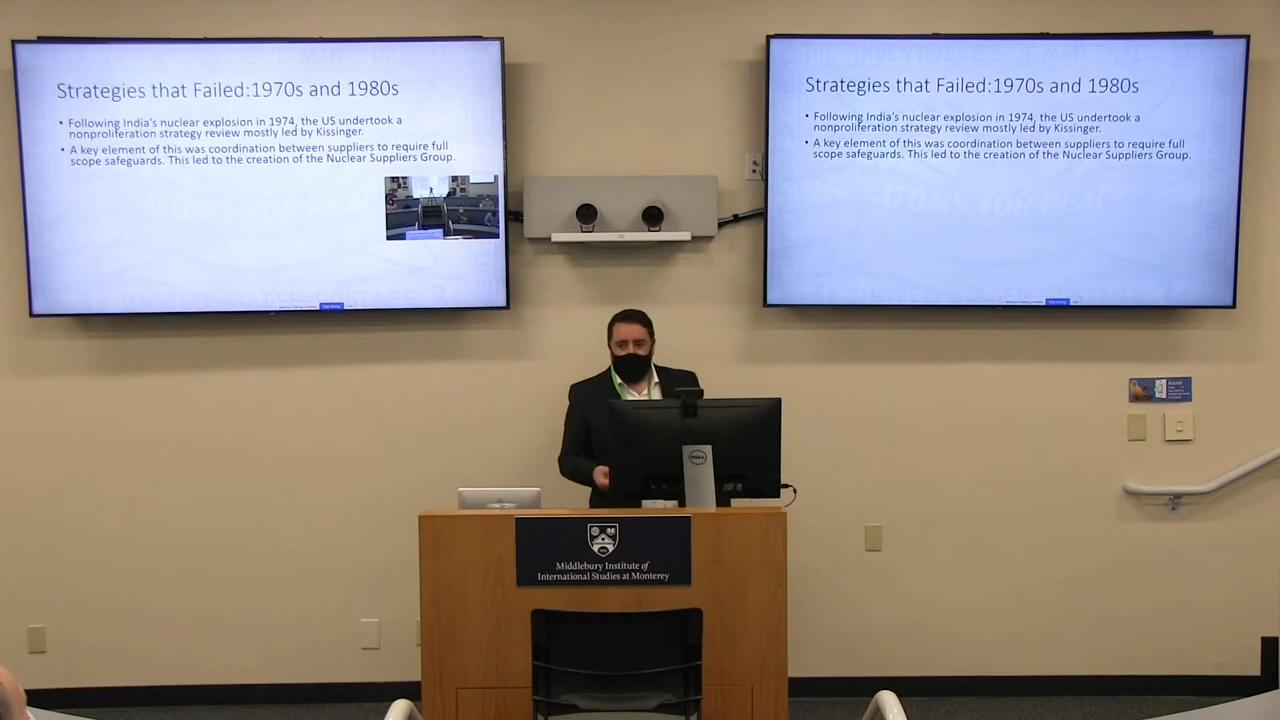 Strategies that Failed:1970s and 1980s
• Following India's nuclear explosion in 1974, the US undertook a
nonproliferation strategy review mostly led by Kissinger.
• A key element of this was coordination between suppliers to require full
scope safeguards. This led to the creation of the Nuclear Suppliers Group.
Strategies that Failed:1970s and 1980s
• Following India's nuclear explosion in 1974, the US undertook a
nonproliferation strategy review mostly led by Kissinger.
• A key element of this was coordination between suppliers to require full
scope safeguards. This led to the creation of the Nuclear Suppliers Group.
PLEASE
DELL
Middlebury Institute of
International Studies at Monterey